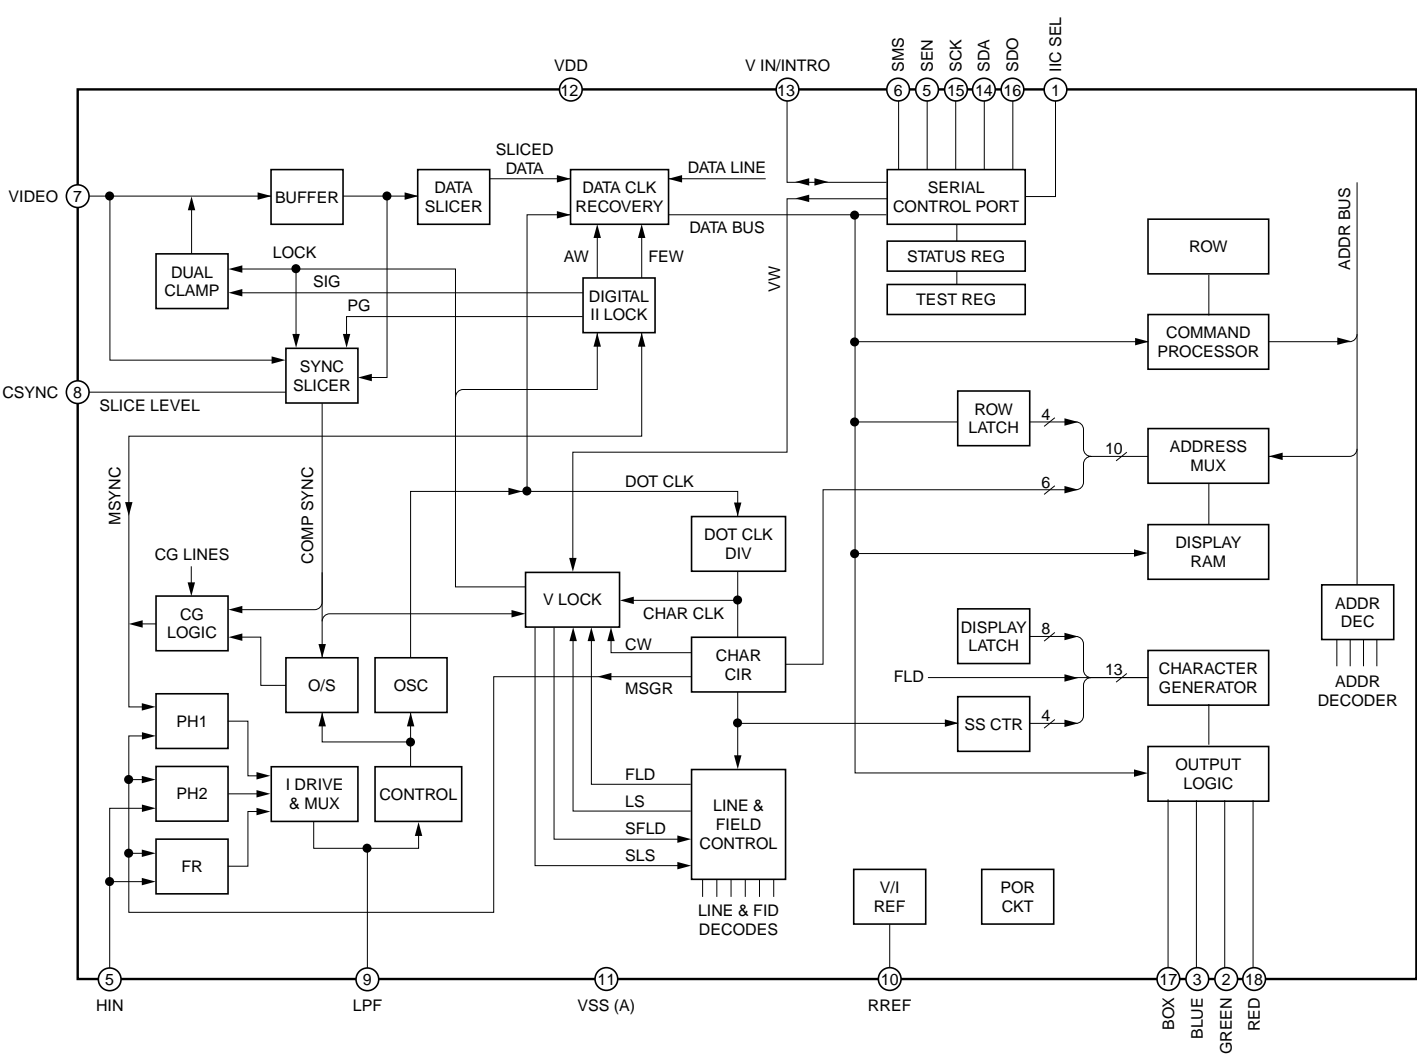 SMS
SEN
SCK
SDA
SDO
IIC SEL
VDD
V IN/INTRO
12
13
6
5
15
14
16
1
SLICED
DATA
DATA LINE
VIDEO
7
BUFFER
DATA
SLICER
DATA CLK
RECOVERY
SERIAL
CONTROL PORT
DATA BUS
ADDR BUS
LOCK
AW
FEW
STATUS REG
ROW
DUAL
CLAMP
SIG
VW
DIGITAL
II LOCK
TEST REG
PG
COMMAND
PROCESSOR
SYNC
SLICER
CSYNC
8
SLICE LEVEL
ROW
LATCH
4
10
ADDRESS
MUX
6
MSYNC
COMP SYNC
DOT CLK
DOT CLK
DIV
DISPLAY
RAM
CG LINES
CG
LOGIC
V LOCK
CHAR CLK
ADDR
DEC
DISPLAY
LATCH
8
CW
CHAR
CIR
FLD
13
CHARACTER
GENERATOR
ADDR
DECODER
O/S
OSC
MSGR
PH1
SS CTR
4
OUTPUT
LOGIC
PH2
I DRIVE
& MUX
CONTROL
FLD
LS
SFLD
SLS
LINE &
FIELD
CONTROL
FR
V/I
REF
POR
CKT
LINE & FID
DECODES
5
9
11
10
17
3
2
18
HIN
LPF
VSS (A)
RREF
BOX
BLUE
GREEN
RED